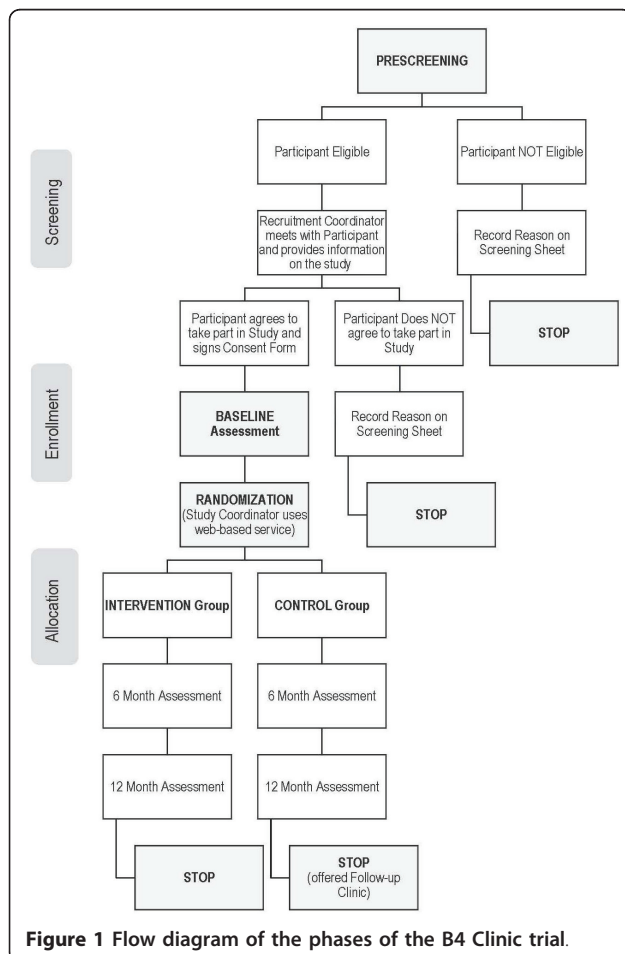 PRESCREENING
Participant Eligible
Participant NOT Eligible
Screening
Recruitment Coordinator
meets with Participant
and provides information
on the study
Record Reason on
Screening Sheet
Participant agrees to
take part in Study and
signs Consent Form
Participant Does NOT
agree to take part in
Study
STOP
Enrollment
BASELINE
Assessment
Record Reason on
Screening Sheet
RANDOMIZATION
(Study Coordinator uses
web-based service)
STOP
Allocation
INTERVENTION Group
CONTROL Group
6 Month Assessment
6 Month Assessment
12 Month Assessment
12 Month Assessment
STOP
STOP
(offered Follow-up
Clinic)
Figure 1 Flow diagram of the phases of the B4 Clinic trial.